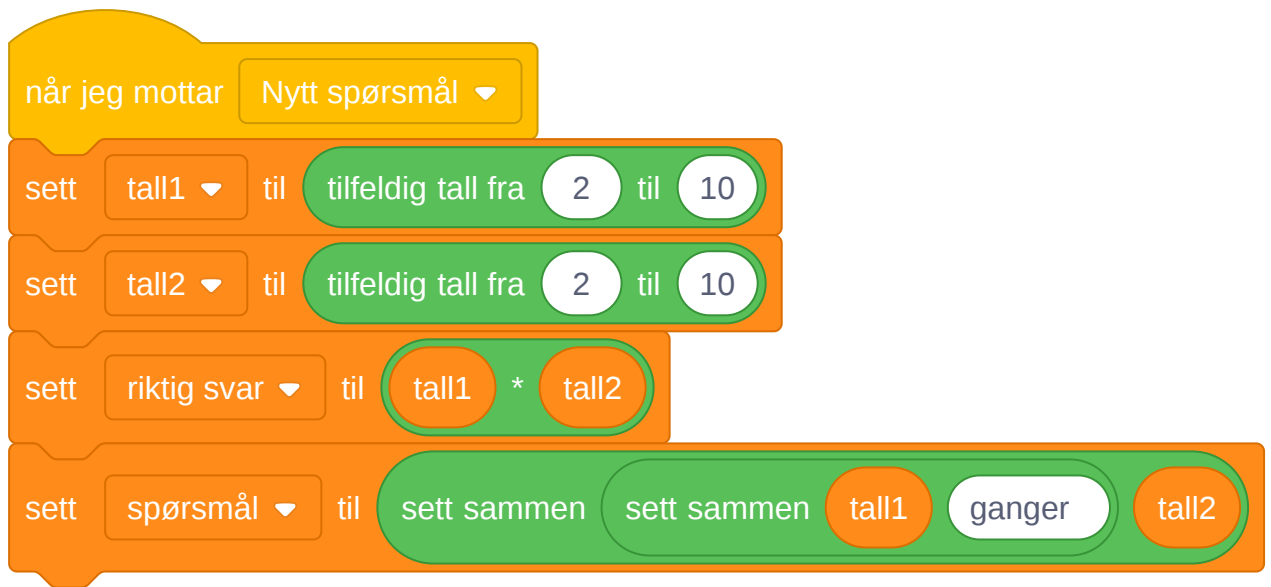 når jeg mottar Nytt spørsmål
sett tall1 til tilfeldig tall fra 2 til 10
sett tall2 til tilfeldig tall fra 2 til 10
sett riktig svar til tall1 * tall2
sett spørsmål til sett sammen sett sammen tall1 ganger tall2